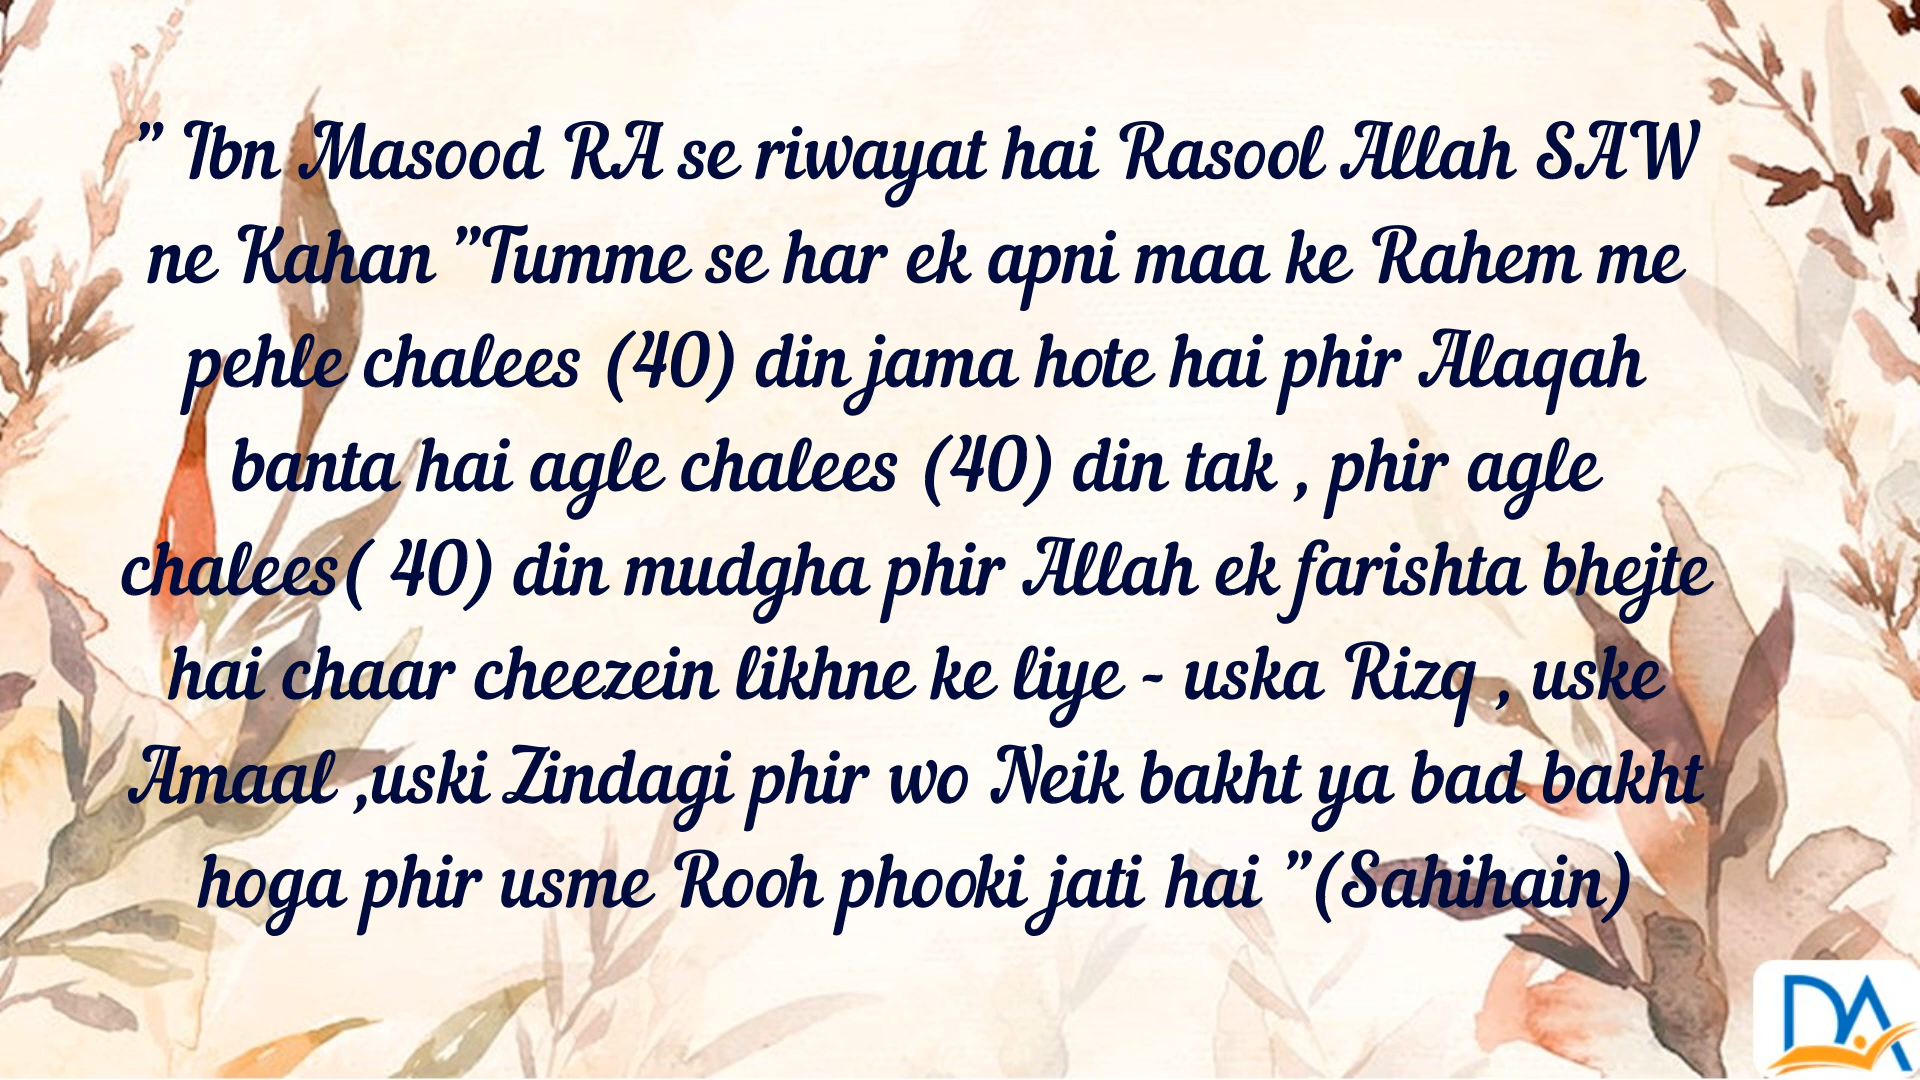 ” Ibn Masood RA se riwayat hai Rasool Allah SAW
ne Kahan ”Tumme se har ek apni maa ke Rahem me
pehle chalees (40) din jama hote hai phir Alaqah
banta hai agle chalees (40) din tak , phir agle
chalees( 40) din mudgha phir Allah ek farishta bhejte
hai chaar cheezein likhne ke liye - uska Rizq , uske
Amaal ,uski Zindagi phir wo Neik bakht ya bad bakht
hoga phir usme Rooh phooki jati hai ”(Sahihain)
DA